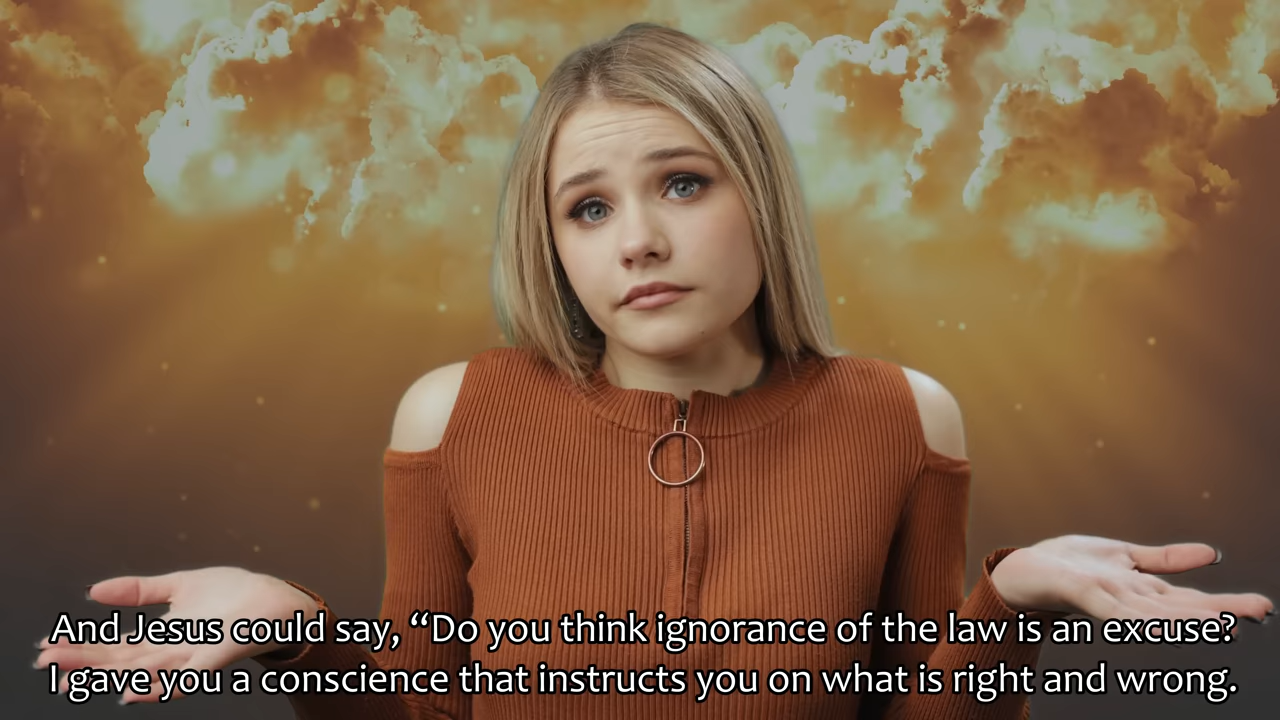 And Jesus could say, “Do you think ignorance of the law is an excuse?
I gave you a conscience that instructs you on what is right and wrong.